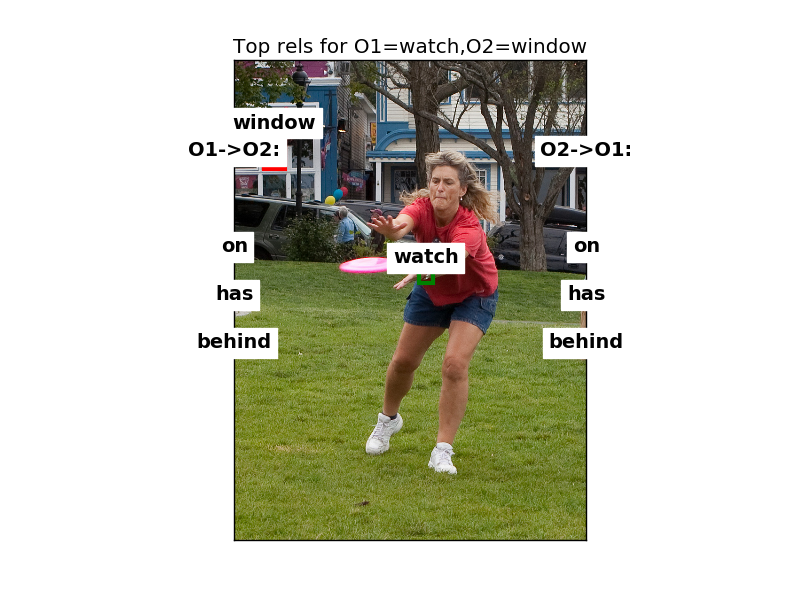 Top rels for O1=watch,O2=window
window
O1->O2:
O2->O1:
on
on
watch
has
has
behind
behind